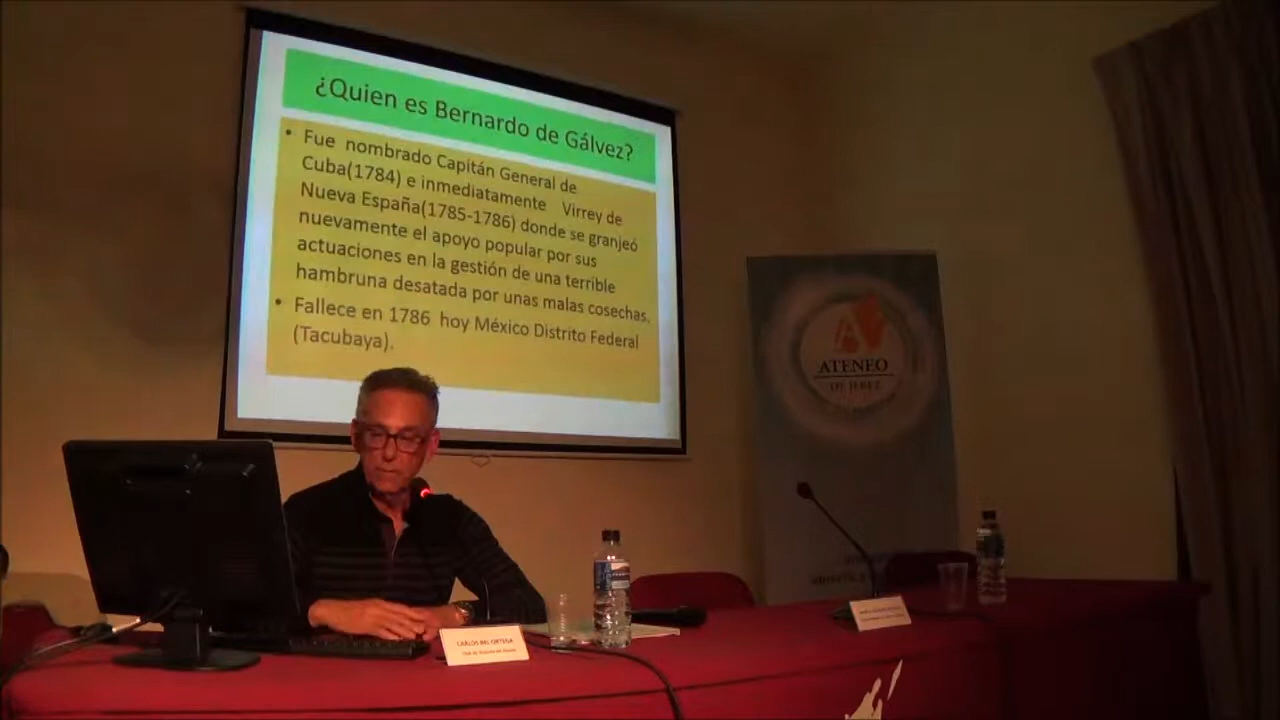 ¿Quien es Bernardo de Gálvez?
• Fue nombrado Capitán General de
Cuba(1784) e inmediatamente Virrey de
Nueva España(1785-1786) donde se granjeó
nuevamente el apoyo popular por sus
actuaciones en la gestión de una terrible
hambruna desatada por unas malas cosechas.
• Fallece en 1786 hoy México Distrito Federal
(Tacubaya).
ATENEO
DE JEREZ
CARLOS BEL ORTEGA